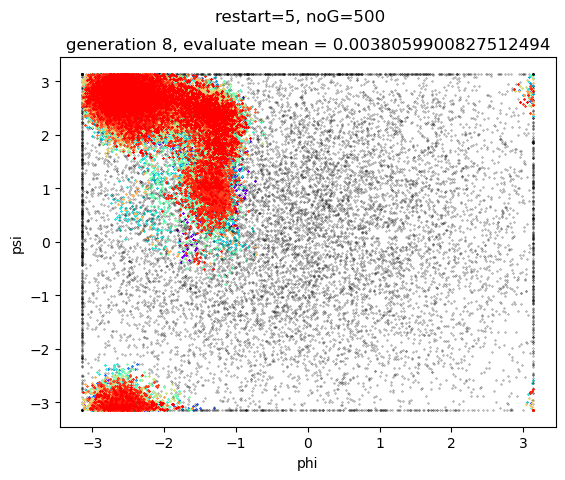 restart=5, noG=500
generation 8, evaluate mean = 0.0038059900827512494
3
2
1
0
−1
−2
−3
psi
−3 −2 −1 0 1 2 3
phi